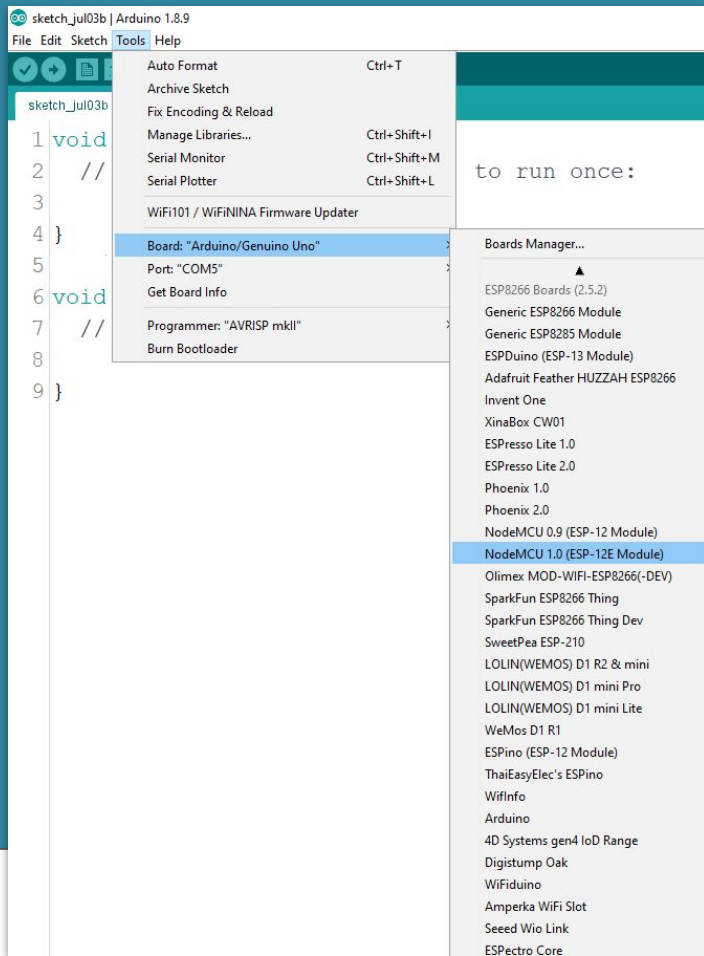 sketch_jul03b | Arduino 1.8.9
File Edit Sketch Tools Help
sketch_jul03b
Auto Format Ctrl+T
Archive Sketch
Fix Encoding & Reload
Manage Libraries... Ctrl+Shift+I
Serial Monitor Ctrl+Shift+M
Serial Plotter Ctrl+Shift+L
WiFi101 / WiFiNINA Firmware Updater
Board: "Arduino/Genuino Uno"
Port: "COM5"
Get Board Info
Programmer: "AVRISP mkII"
Burn Bootloader
1 void
2 // to run once:
3
4 }
5
6 void
7 //
8
9 }
Boards Manager...
ESP8266 Boards (2.5.2)
Generic ESP8266 Module
Generic ESP8285 Module
ESPDuino (ESP-13 Module)
Adafruit Feather HUZZAH ESP8266
Invent One
XinaBox CW01
ESPresso Lite 1.0
ESPresso Lite 2.0
Phoenix 1.0
Phoenix 2.0
NodeMCU 0.9 (ESP-12 Module)
NodeMCU 1.0 (ESP-12E Module)
Olimex MOD-WIFI-ESP8266(-DEV)
SparkFun ESP8266 Thing
SparkFun ESP8266 Thing Dev
SweetPea ESP-210
LOLIN(WEMOS) D1 R2 & mini
LOLIN(WEMOS) D1 mini Pro
LOLIN(WEMOS) D1 mini Lite
WeMos D1 R1
ESPino (ESP-12 Module)
ThaiEasyElec's ESPino
WifInfo
Arduino
4D Systems gen4 IoD Range
Digistump Oak
WiFiduino
Amperka WiFi Slot
Seeed Wio Link
ESPectro Core